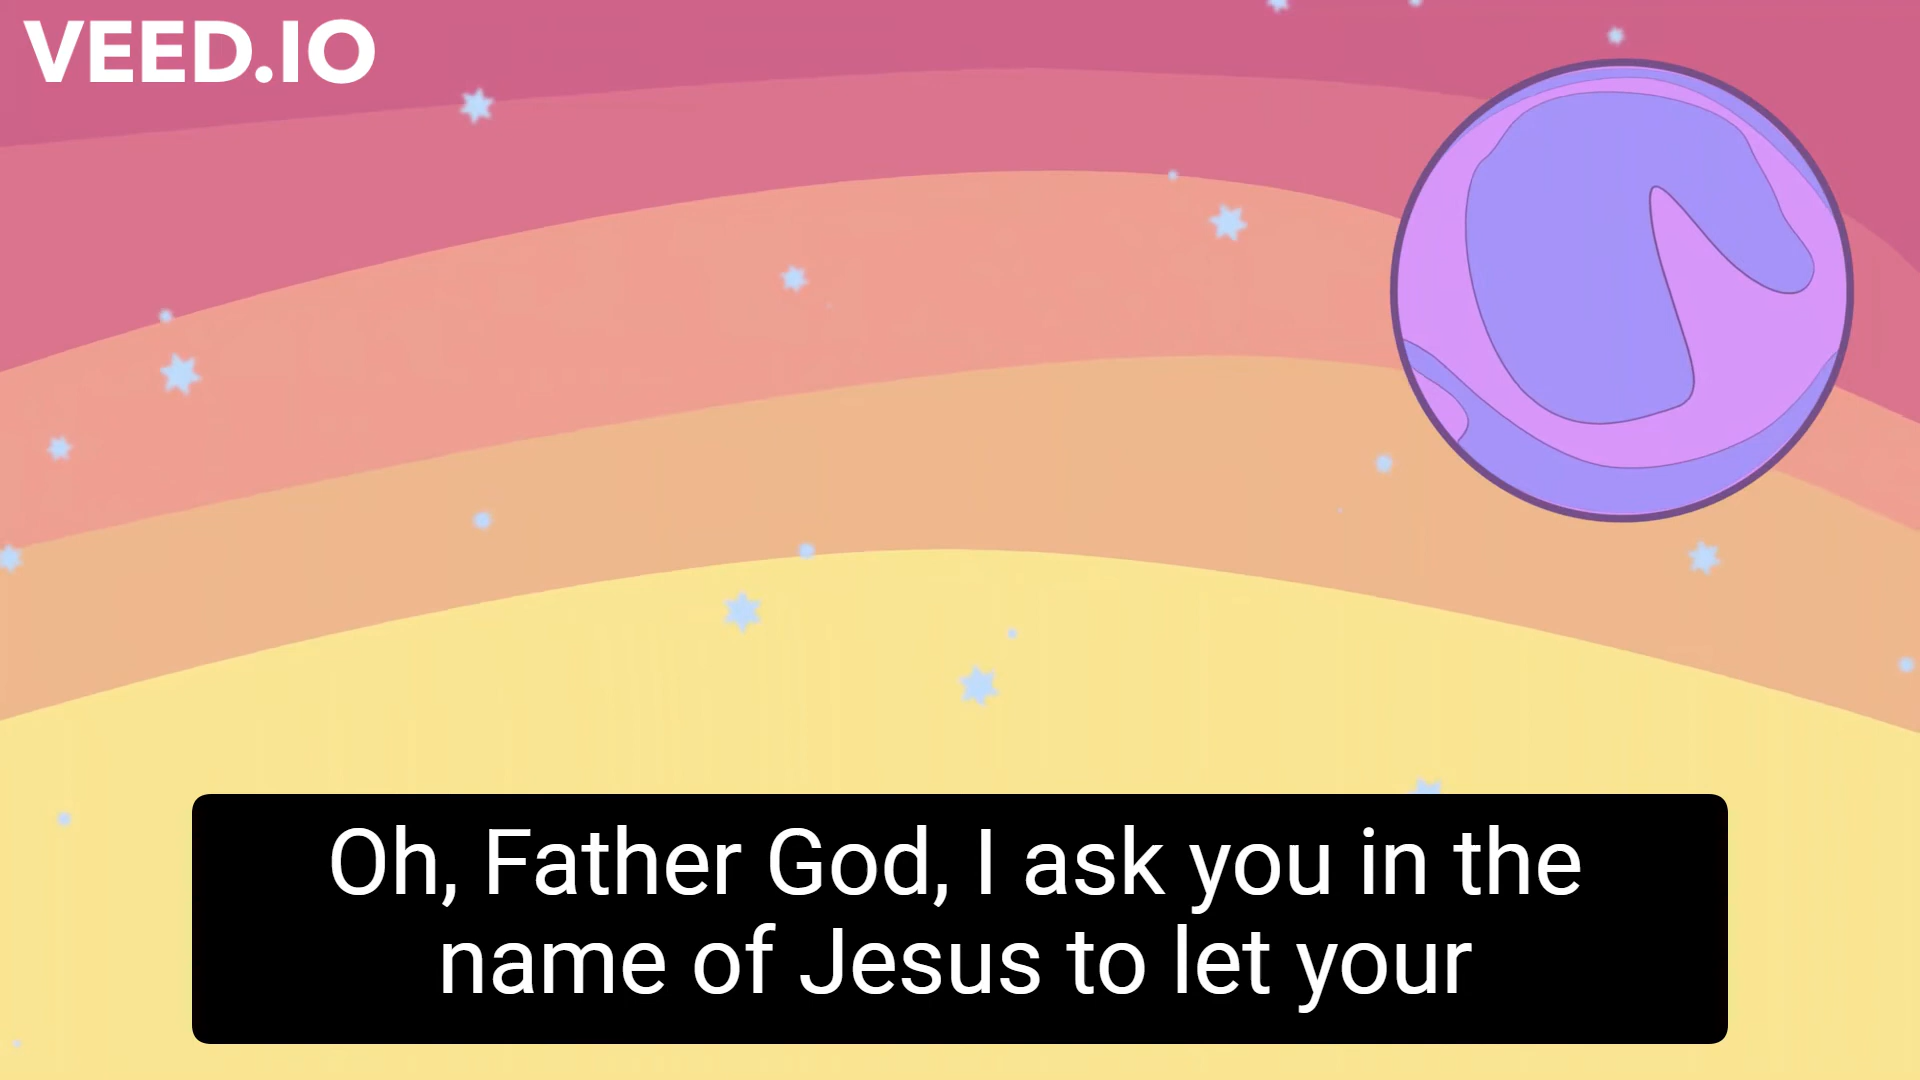 VEED.IO
Oh, Father God, I ask you in the
name of Jesus to let your